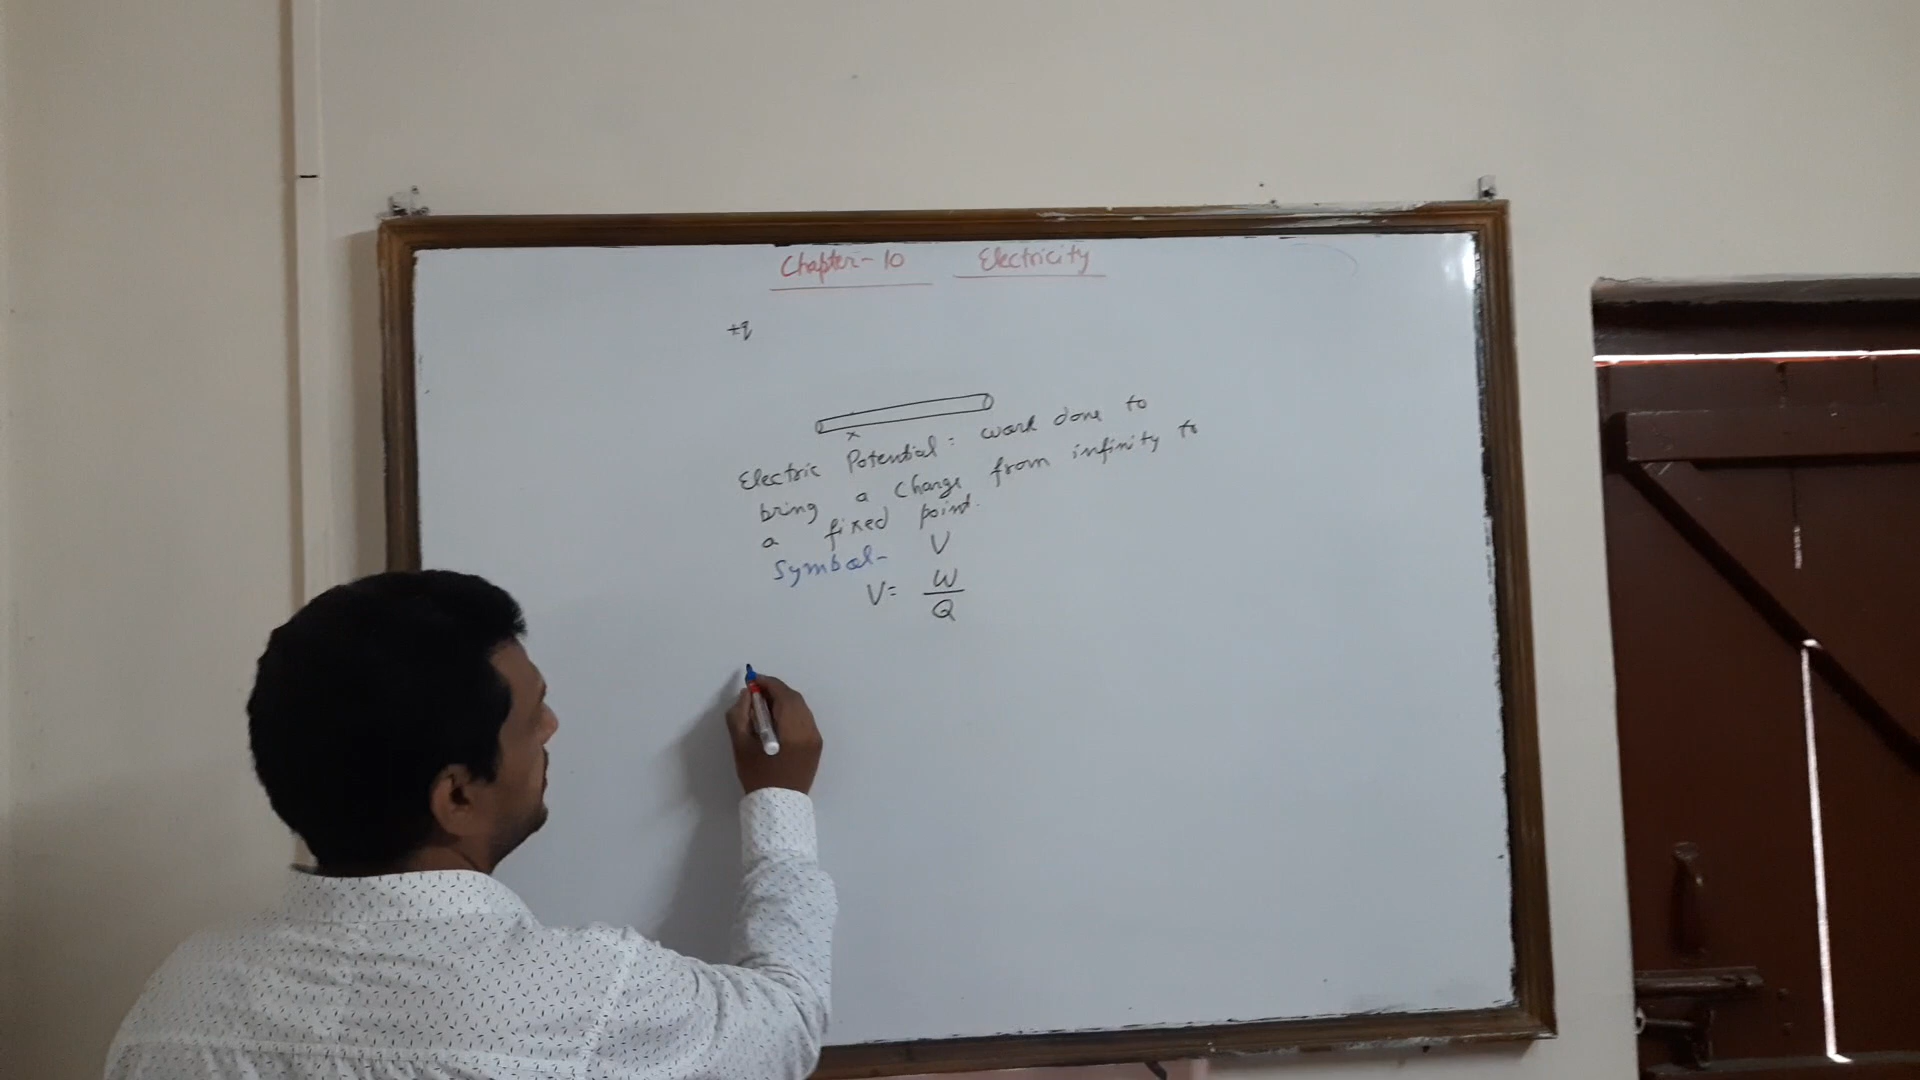 Chapter-10 Electricity
+q
x
Electric Potential: work done to
bring a charge from infinity to
a fixed point.
Symbol- V
V= W
Q